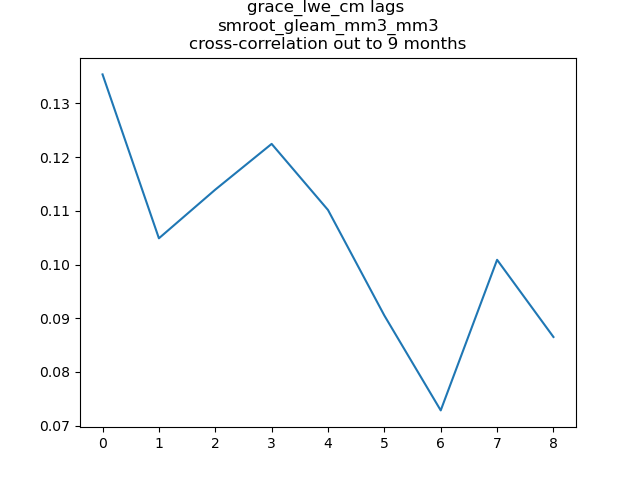 grace_lwe_cm lags
smroot_gleam_mm3_mm3
cross-correlation out to 9 months
0.13
0.12
0.11
0.10
0.09
0.08
0.07
0 1 2 3 4 5 6 7 8